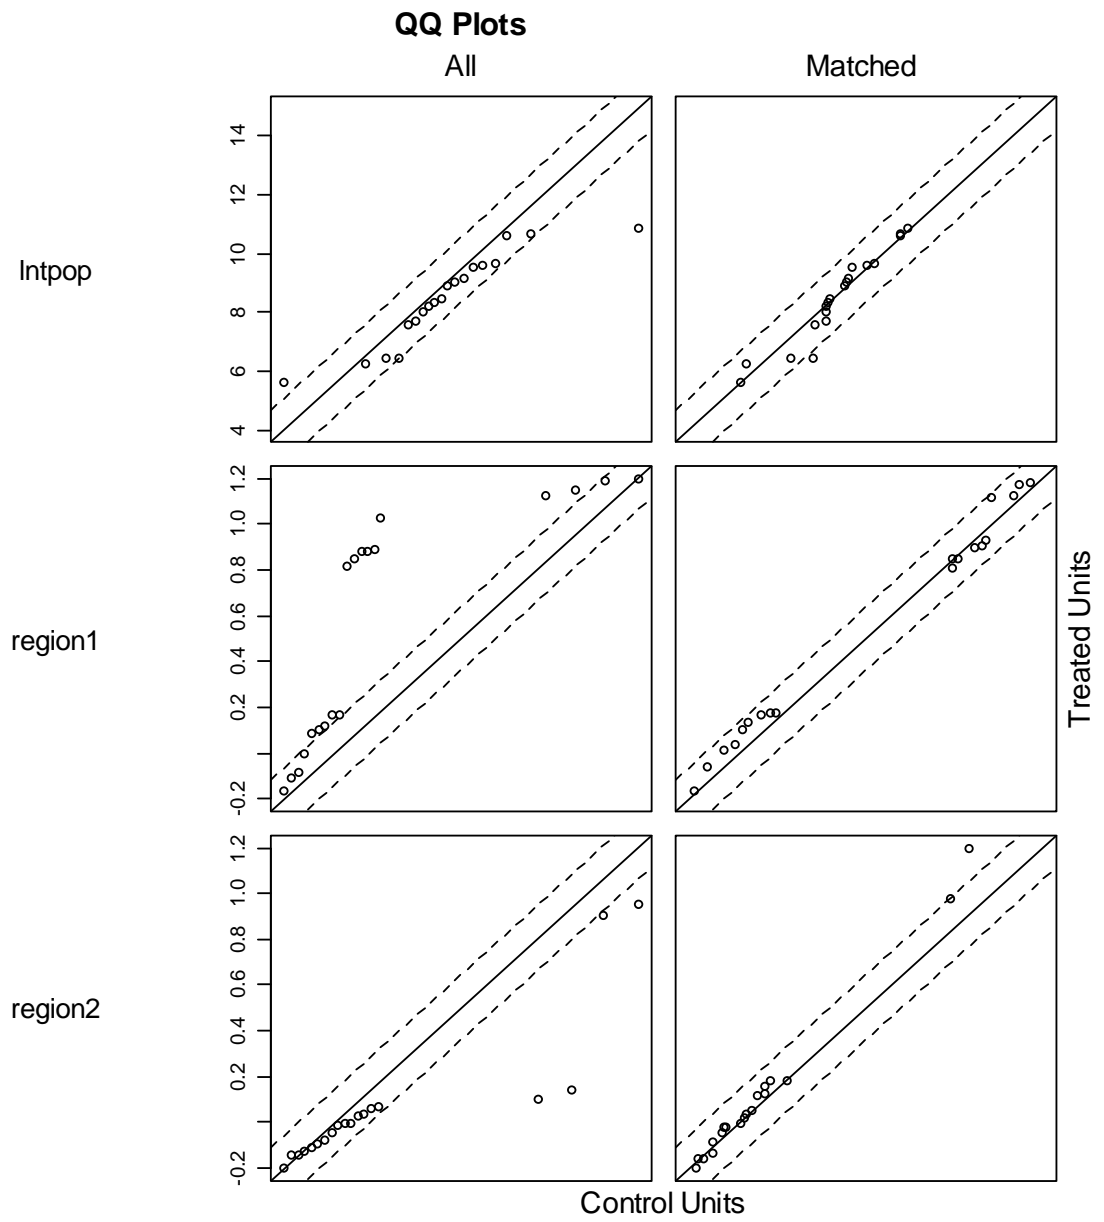 QQ Plots
All Matched
lntpop
4 6 8 10 12 14
region1
-0.2 0.2 0.4 0.6 0.8 1.0 1.2
region2
-0.2 0.2 0.4 0.6 0.8 1.0 1.2
Treated Units
Control Units